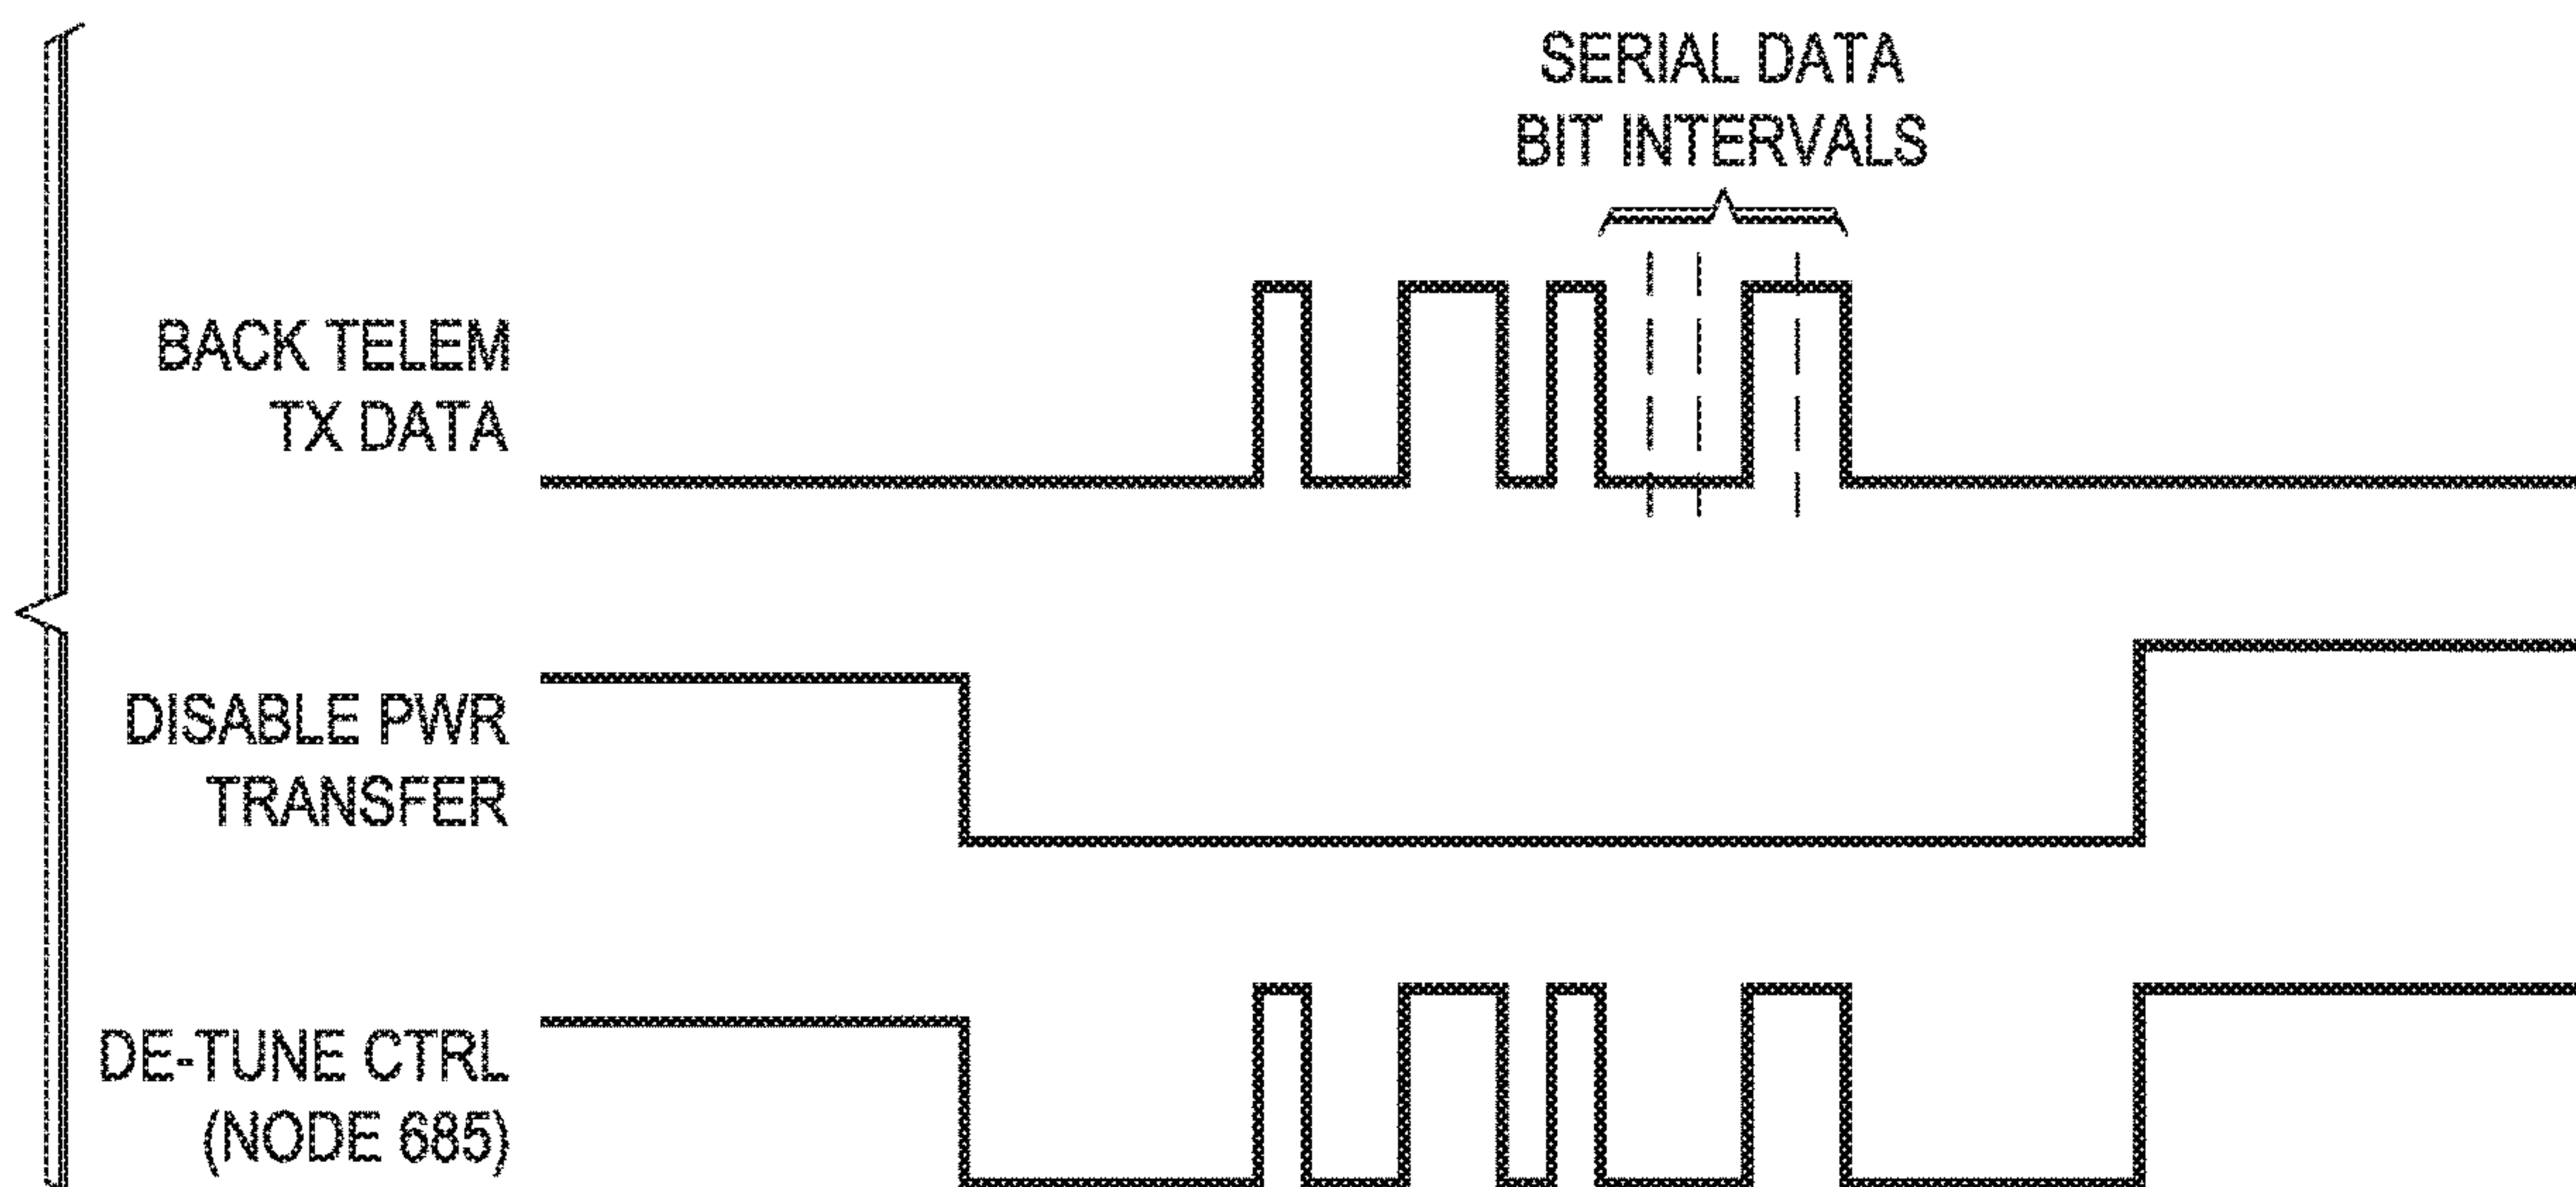 SERIAL DATA
BIT INTERVALS
BACK TELEM
TX DATA
DISABLE PWR
TRANSFER
DE-TUNE CTRL
(NODE 685)